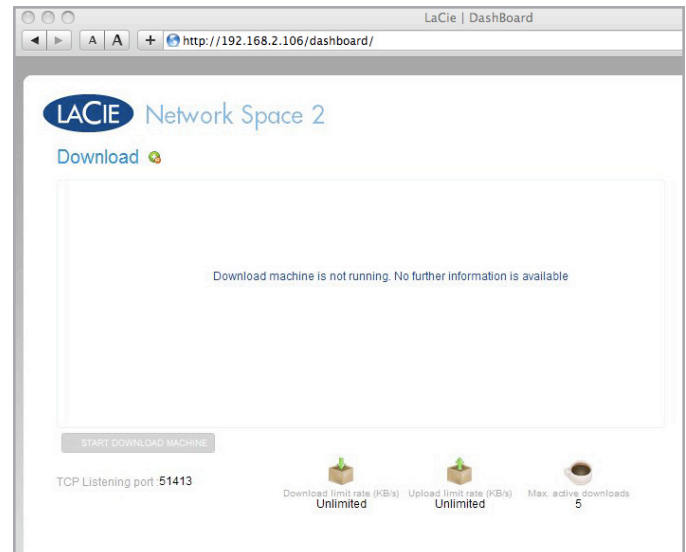 LaCie | DashBoard
A A + http://192.168.2.106/dashboard/
LACIE Network Space 2
Download
Download machine is not running. No further information is available
START DOWNLOAD MACHINE
TCP Listening port :51413
Download limit rate (KB/s) Upload limit rate (KB/s) Max. active downloads
Unlimited Unlimited 5